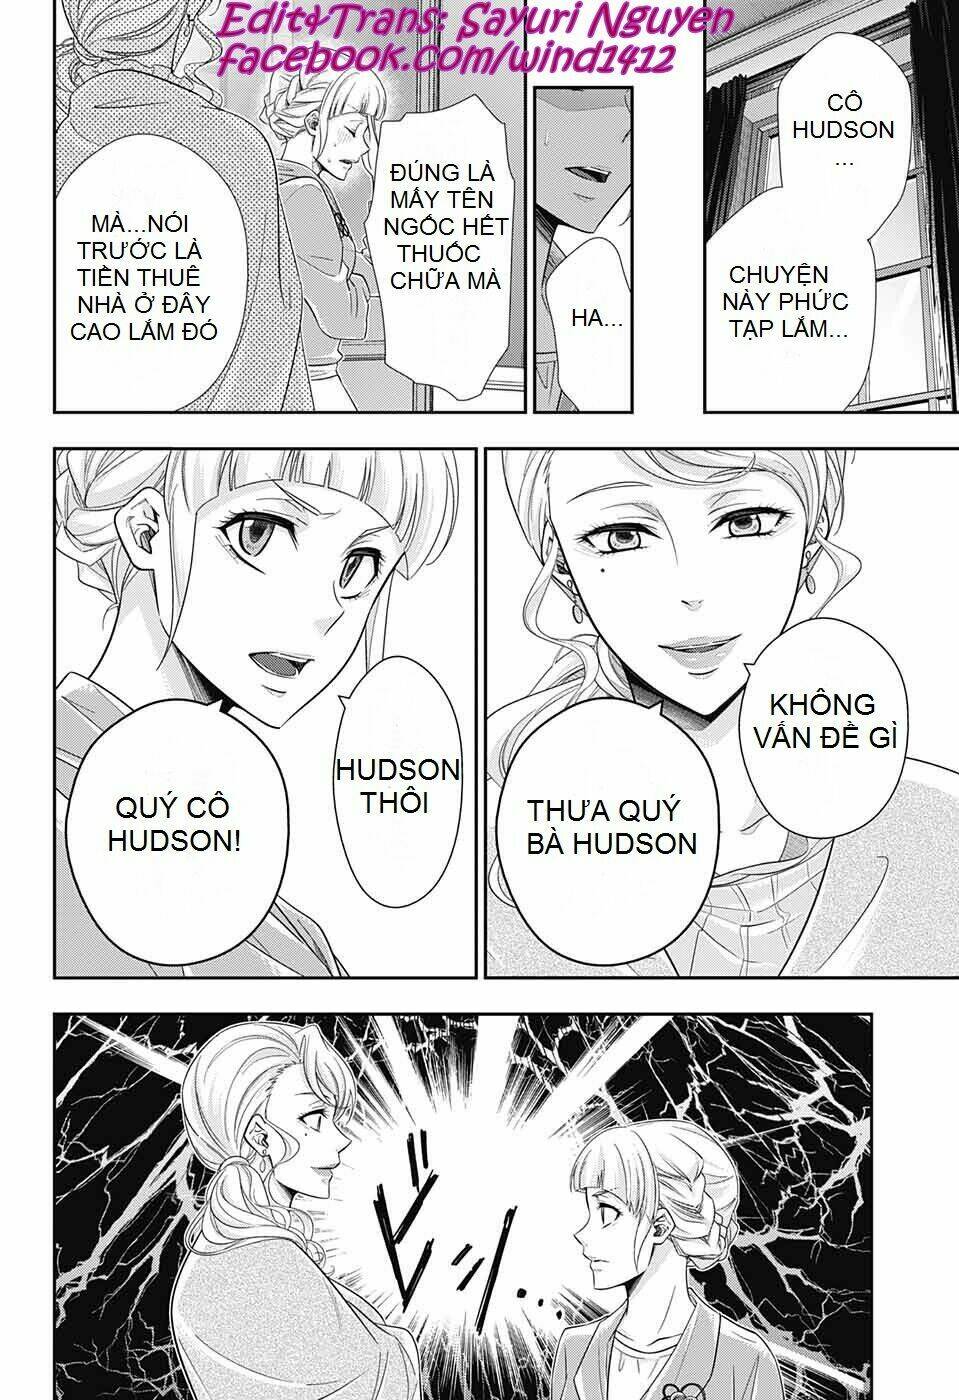 Edit&Trans: Sayuri Nguyen
facebook.com/wind1412
CÔ
HUDSON
...
CHUYỆN
NÀY PHỨC
TẠP LẮM...
HA...
ĐÚNG LÀ
MẤY TÊN
NGỐC HẾT
THUỐC
CHỮA MÀ
MÀ...NÓI
TRƯỚC LÀ
TIỀN THUÊ
NHÀ Ở ĐÂY
CAO LẮM ĐÓ
KHÔNG
VẤN ĐỀ GÌ
THƯA QUÝ
BÀ HUDSON
HUDSON
THÔI
QUÝ CÔ
HUDSON!